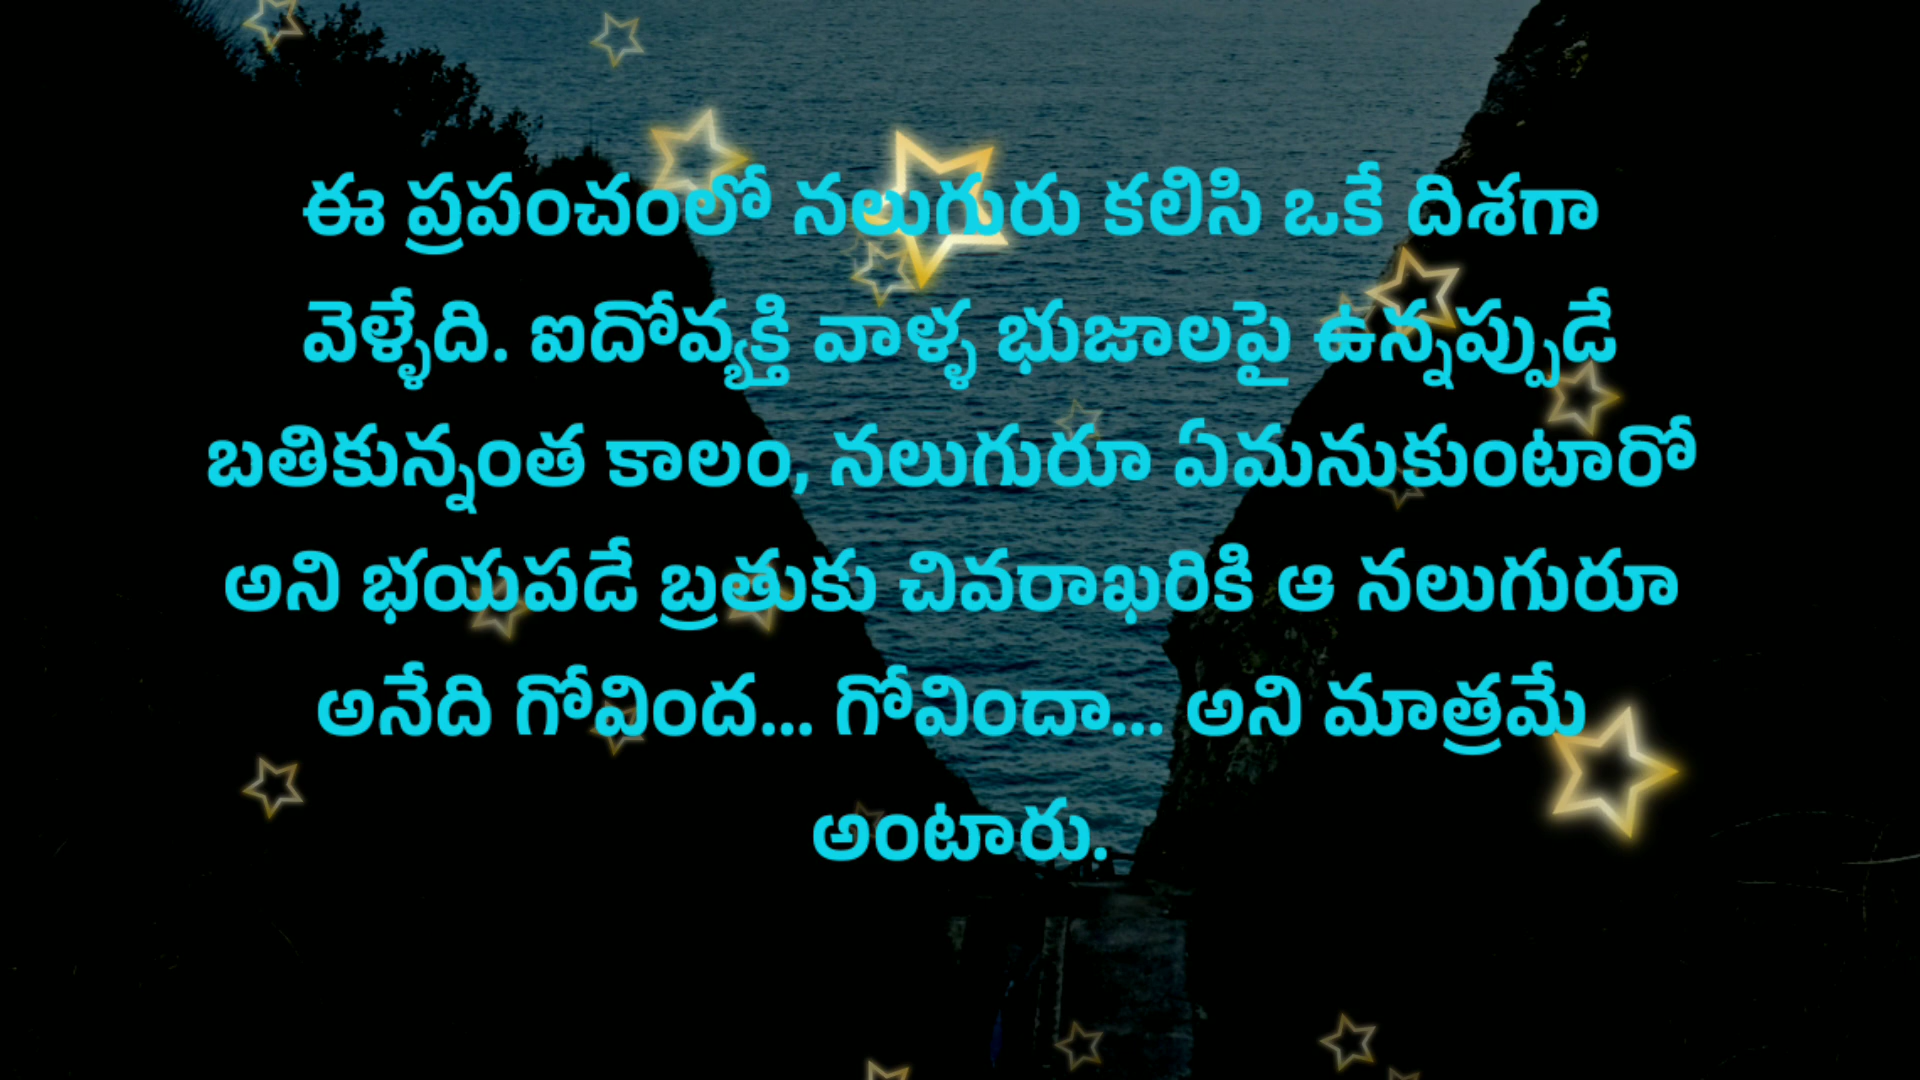 ఈ ప్రపంచంలో నలుగురు కలిసి ఒకే దిశగా
వెళ్ళేది. ఐదోవ్యక్తి వాళ్ళ భుజాలపై ఉన్నప్పుడే
బతికున్నంత కాలం, నలుగురూ ఏమనుకుంటారో
అని భయపడే బ్రతుకు చివరాఖరికి ఆ నలుగురూ
అనేది గోవింద... గోవిందా... అని మాత్రమే
అంటారు.